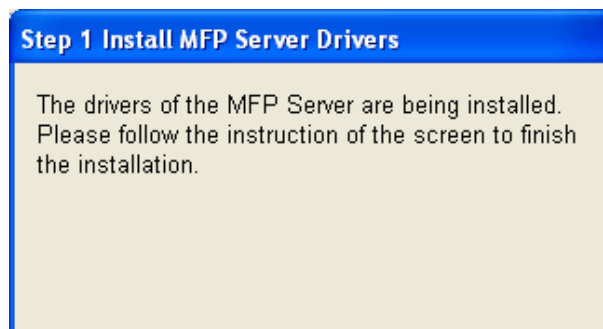 Step 1 Install MFP Server Drivers
The drivers of the MFP Server are being installed.
Please follow the instruction of the screen to finish
the installation.